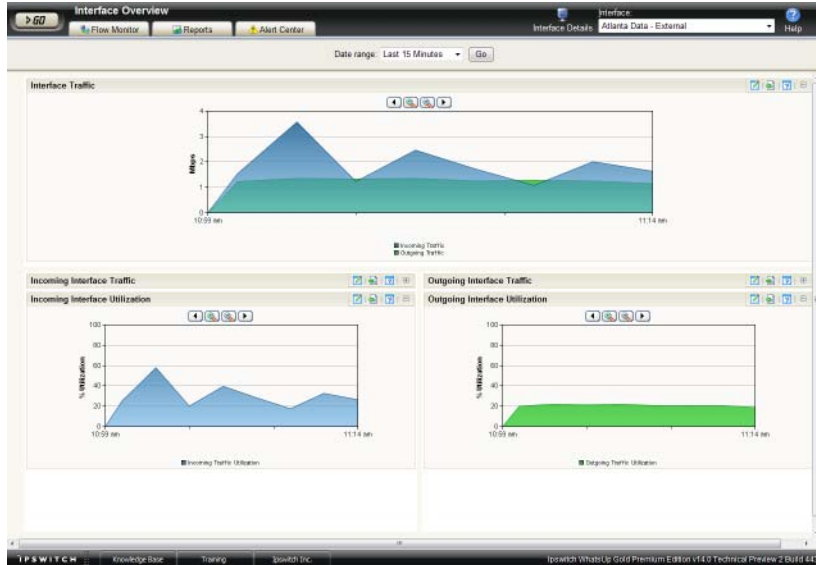 > GO
Interface Overview
Flow Monitor
Reports
Alert Center
Interface Details
Interface:
Atlanta Data - External
Help
Date range: Last 15 Minutes
Go
Interface Traffic
4
3
2
1
0
Mbps
10:59 am
11:14 am
Incoming Traffic
Outgoing Traffic
Incoming Interface Traffic
Outgoing Interface Traffic
Incoming Interface Utilization
100
80
60
40
20
0
% Utilization
10:59 am
11:14 am
Incoming Traffic Utilization
Outgoing Interface Utilization
100
80
60
40
20
0
% Utilization
10:59 am
11:14 am
Outgoing Traffic Utilization
IPSWITCH
Knowledge Base
Training
Ipswitch Inc.
Ipswitch WhatsUp Gold Premium Edition v14.0 Technical Preview 2 Build 44